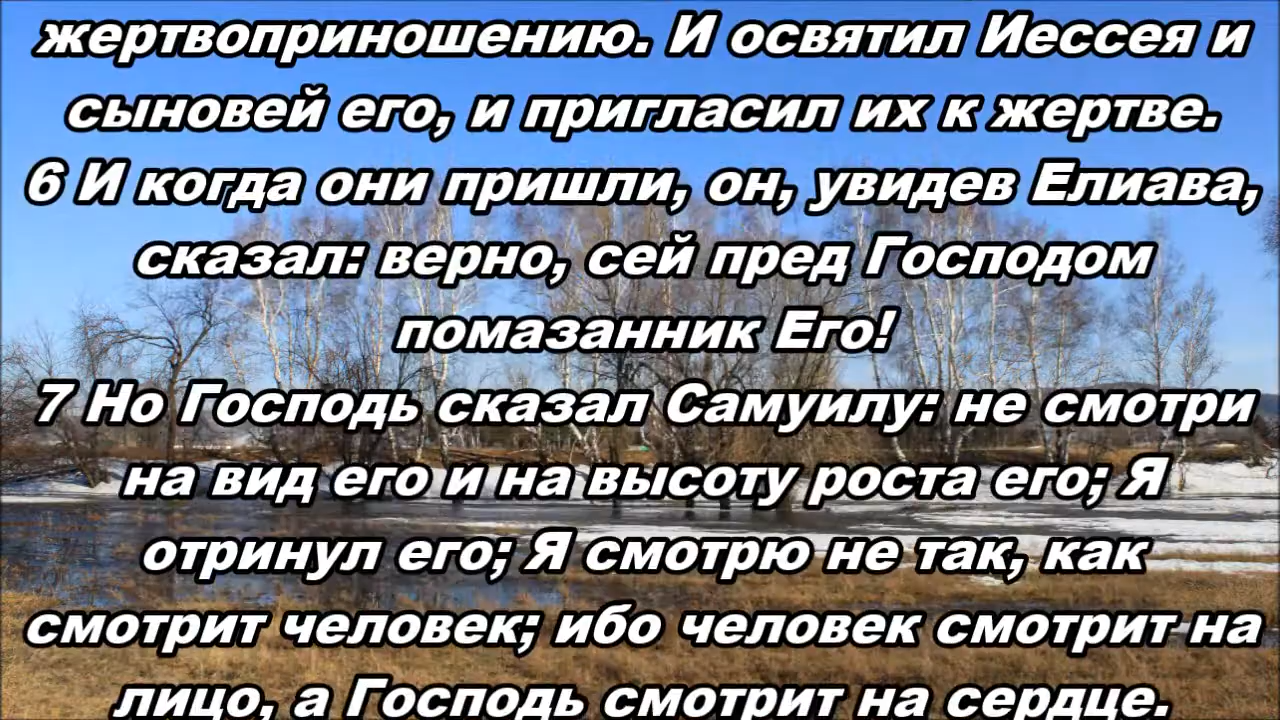 жертвоприношению. И освятил Иессея и
сыновей его, и пригласил их к жертве.
6 И когда они пришли, он, увидев Елиава,
сказал: верно, сей пред Господом
помазанник Его!
7 Но Господь сказал Самуилу: не смотри
на вид его и на высоту роста его; Я
отринул его; Я смотрю не так, как
смотрит человек; ибо человек смотрит на
лицо, а Господь смотрит на сердце.